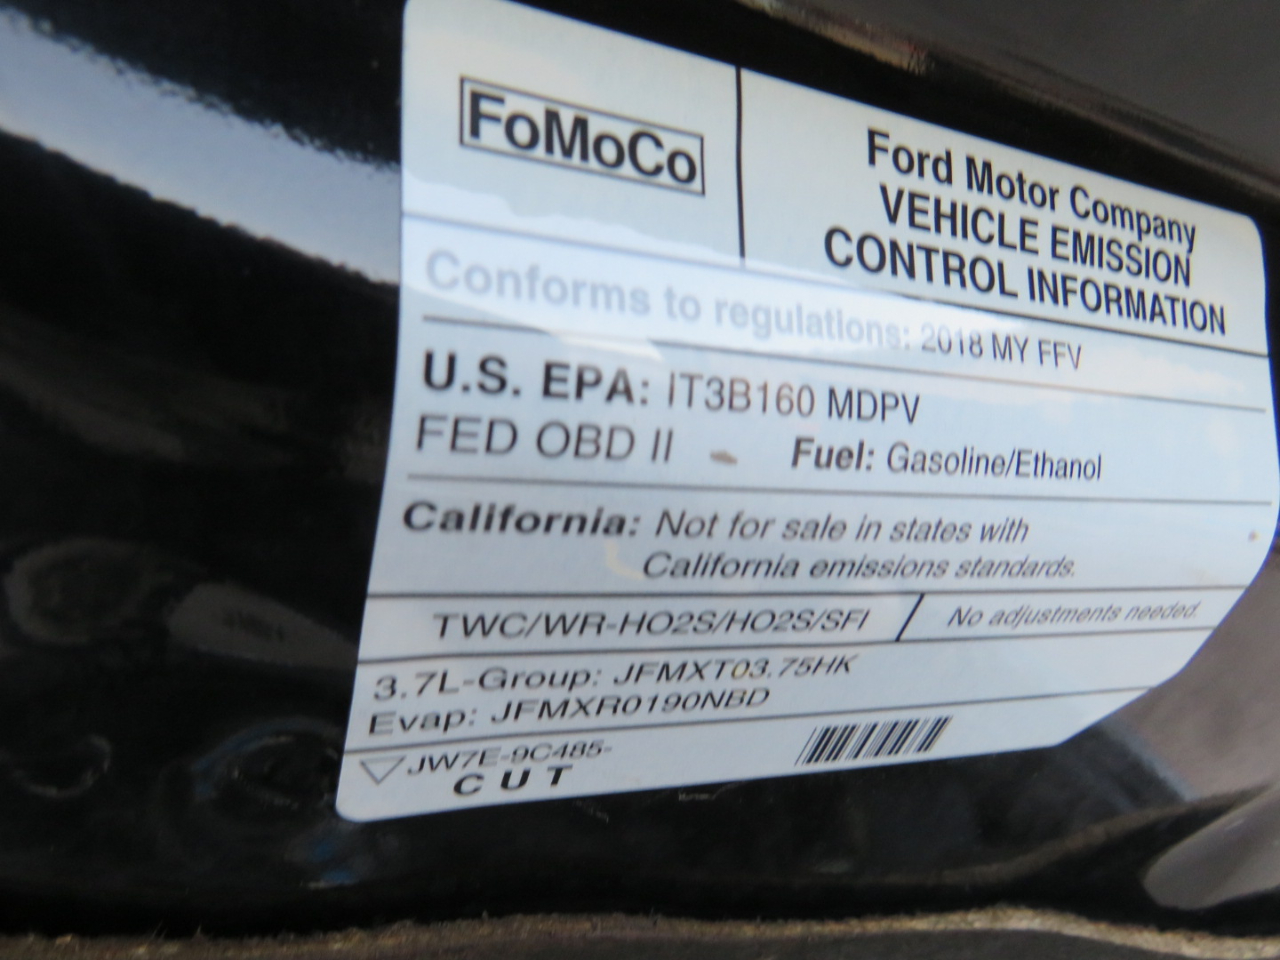 FoMoCo
Ford Motor Company
VEHICLE EMISSION
CONTROL INFORMATION
Conforms to regulations: 2018 MY FFV
U.S. EPA: IT3B160 MDPV
FED OBD II Fuel: Gasoline/Ethanol
California: Not for sale in states with
California emissions standards.
TWC/WR-HO2S/HO2S/SFI No adjustments needed.
3.7L-Group: JFMXT03.75HK
Evap: JFMXR0190NBD
JW7E-9C485-
CUT